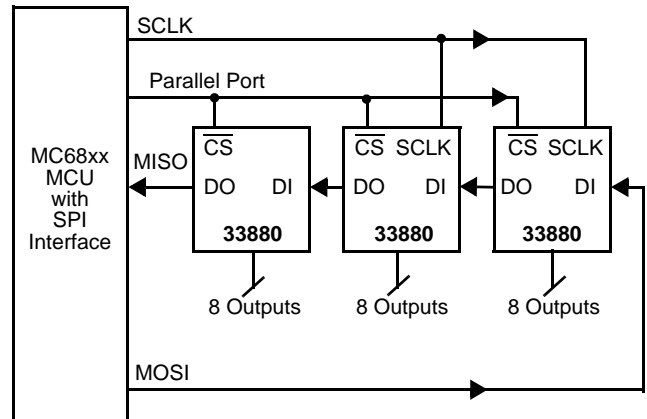 SCLK
Parallel Port
MC68xx
MCU
with
SPI
Interface
MISO
CS
DO DI
33880
8 Outputs
CS SCLK
DO DI
33880
8 Outputs
CS SCLK
DO DI
33880
8 Outputs
MOSI